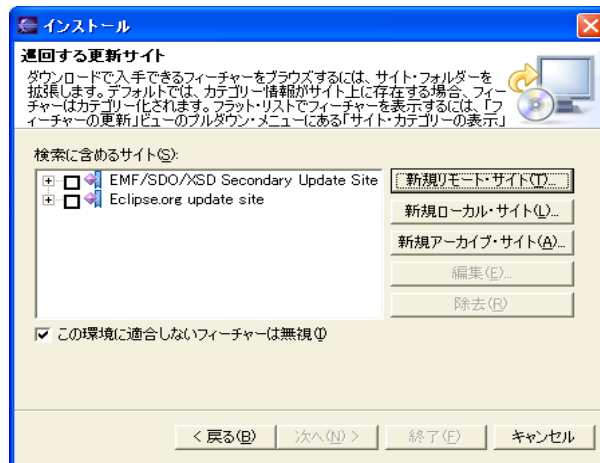 インストール
巡回する更新サイト
ダウンロードで入手できるフィーチャーをブラウズするには、サイト・フォルダーを
拡張します。デフォルトでは、カテゴリー情報がサイト上に存在する場合、フィー
チャーはカテゴリー化されます。フラット・リストでフィーチャーを表示するには、「フ
ィーチャーの更新」ビューのプルダウン・メニューにある「サイト・カテゴリーの表示」
検索に含めるサイト(S):
EMF/SDO/XSD Secondary Update Site
Eclipse.org update site
新規リモート・サイト(T)...
新規ローカル・サイト(L)...
新規アーカイブ・サイト(A)...
編集(E)...
除去(R)
この環境に適合しないフィーチャーは無視(I)
< 戻る(B)
次へ(N) >
終了(F)
キャンセル